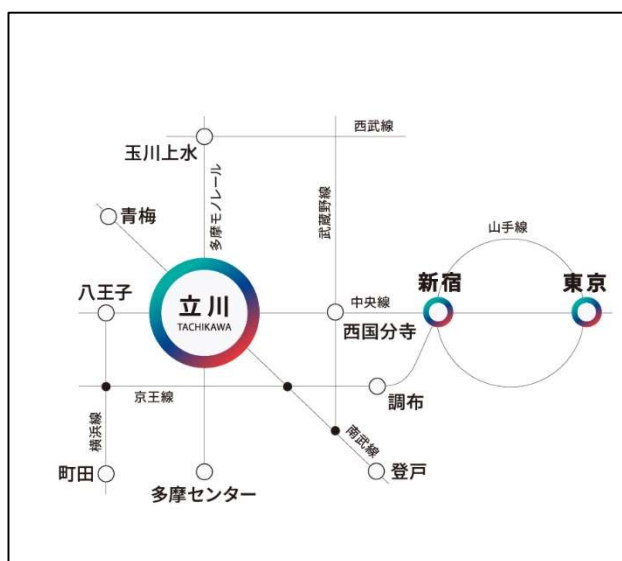 西武線
玉川上水
多摩モノレール
武蔵野線
青梅
山手線
新宿
東京
八王子
立川
TACHIKAWA
中央線
西国分寺
京王線
調布
横浜線
南武線
町田
多摩センター
登戸